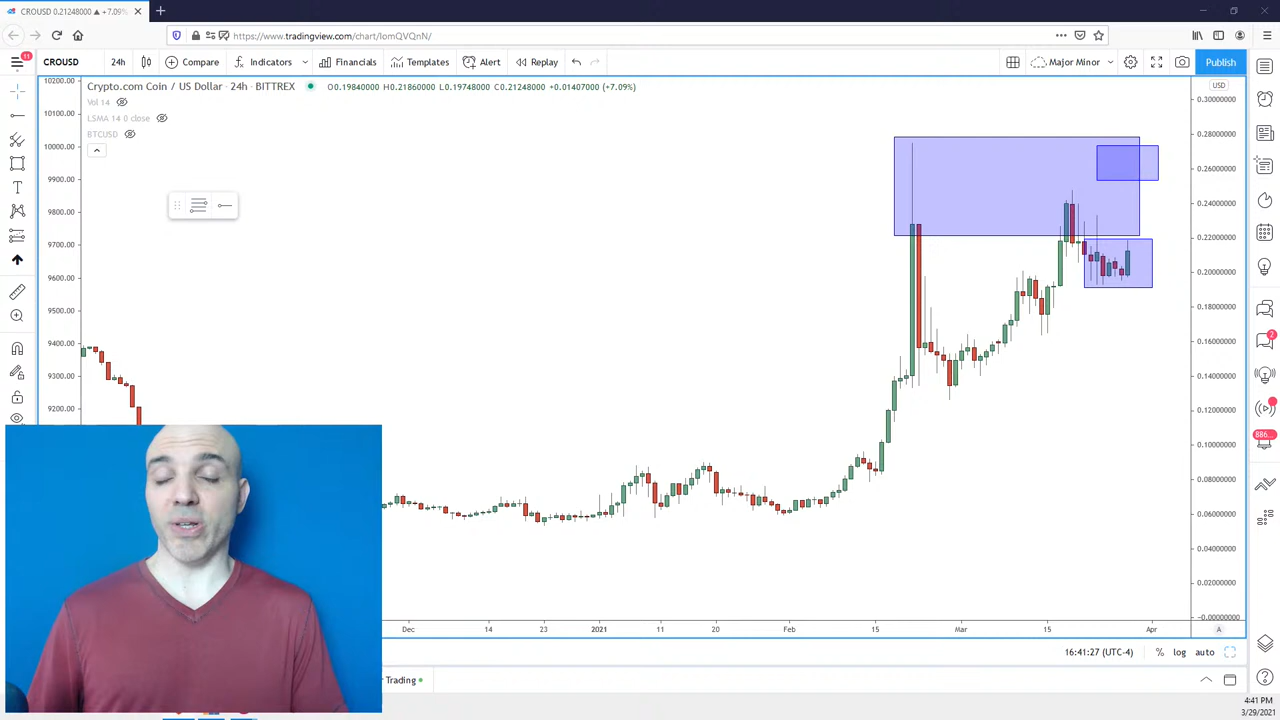 CROUSD 0.21248000 ▲ +7.09%
https://www.tradingview.com/chart/IomQVQnN/
11 CROUSD 24h Compare Indicators Financials Templates Alert Replay Major Minor Publish
Crypto.com Coin / US Dollar · 24h · BITTREX O0.19840000 H0.21860000 L0.19748000 C0.21248000 +0.01407000 (+7.09%) USD
Vol 14
LSMA 14 0 close
BTCUSD
10200.00
10100.00
10000.00
9900.00
9800.00
9700.00
9600.00
9500.00
9400.00
9300.00
9200.00
0.30000000
0.28000000
0.26000000
0.24000000
0.22000000
0.20000000
0.18000000
0.16000000
0.14000000
0.12000000
0.10000000
0.08000000
0.06000000
0.04000000
0.02000000
-0.00000000
2
886...
Dec 14 23 2021 11 20 Feb 15 Mar 15 Apr A
16:41:27 (UTC-4) % log auto
Trading
4:41 PM
3/29/2021